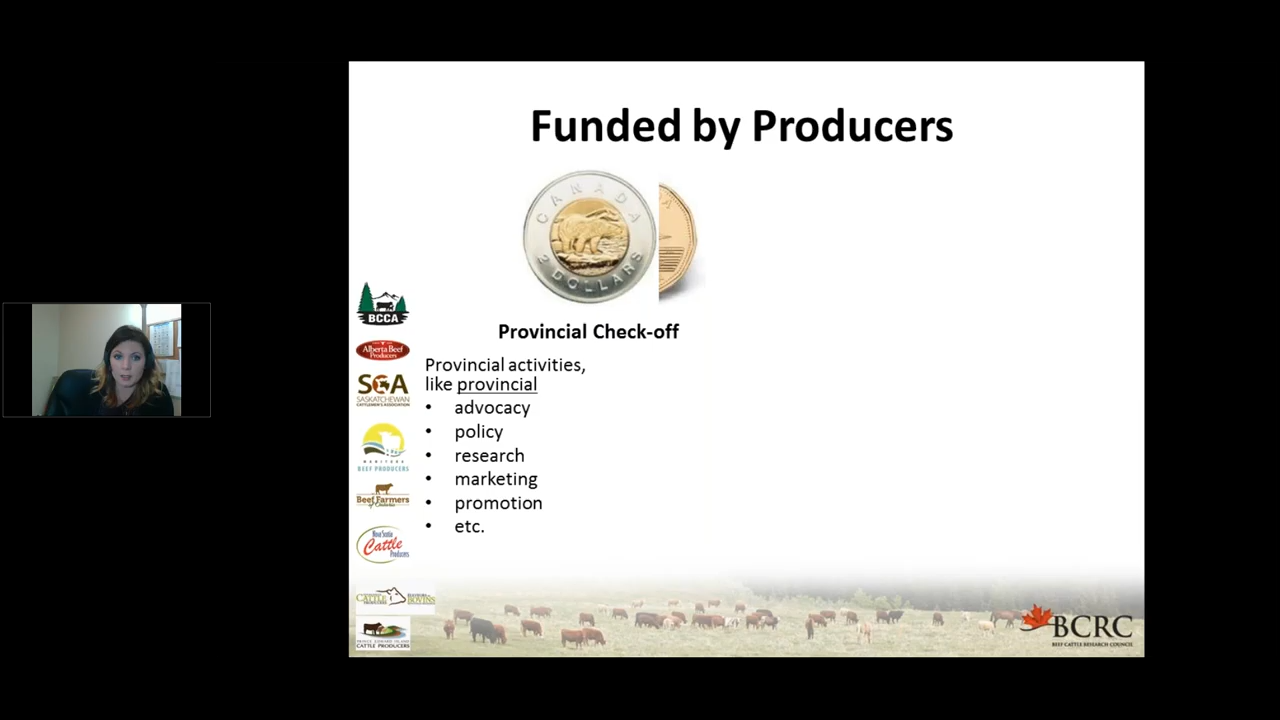 Funded by Producers
CANADA
2 DOLLARS
Provincial Check-off
Provincial activities,
like provincial
• advocacy
• policy
• research
• marketing
• promotion
• etc.
BCCA
Alberta Beef
Producers
SCA
SASKATCHEWAN
CATTLEMEN'S ASSOCIATION
MANITOBA
BEEF PRODUCERS
Beef Farmers
of Ontario
Nova Scotia
Cattle
Producers
CATTLE
BOVINS
PRINCE EDWARD ISLAND
CATTLE PRODUCERS
BCRC
BEEF CATTLE RESEARCH COUNCIL